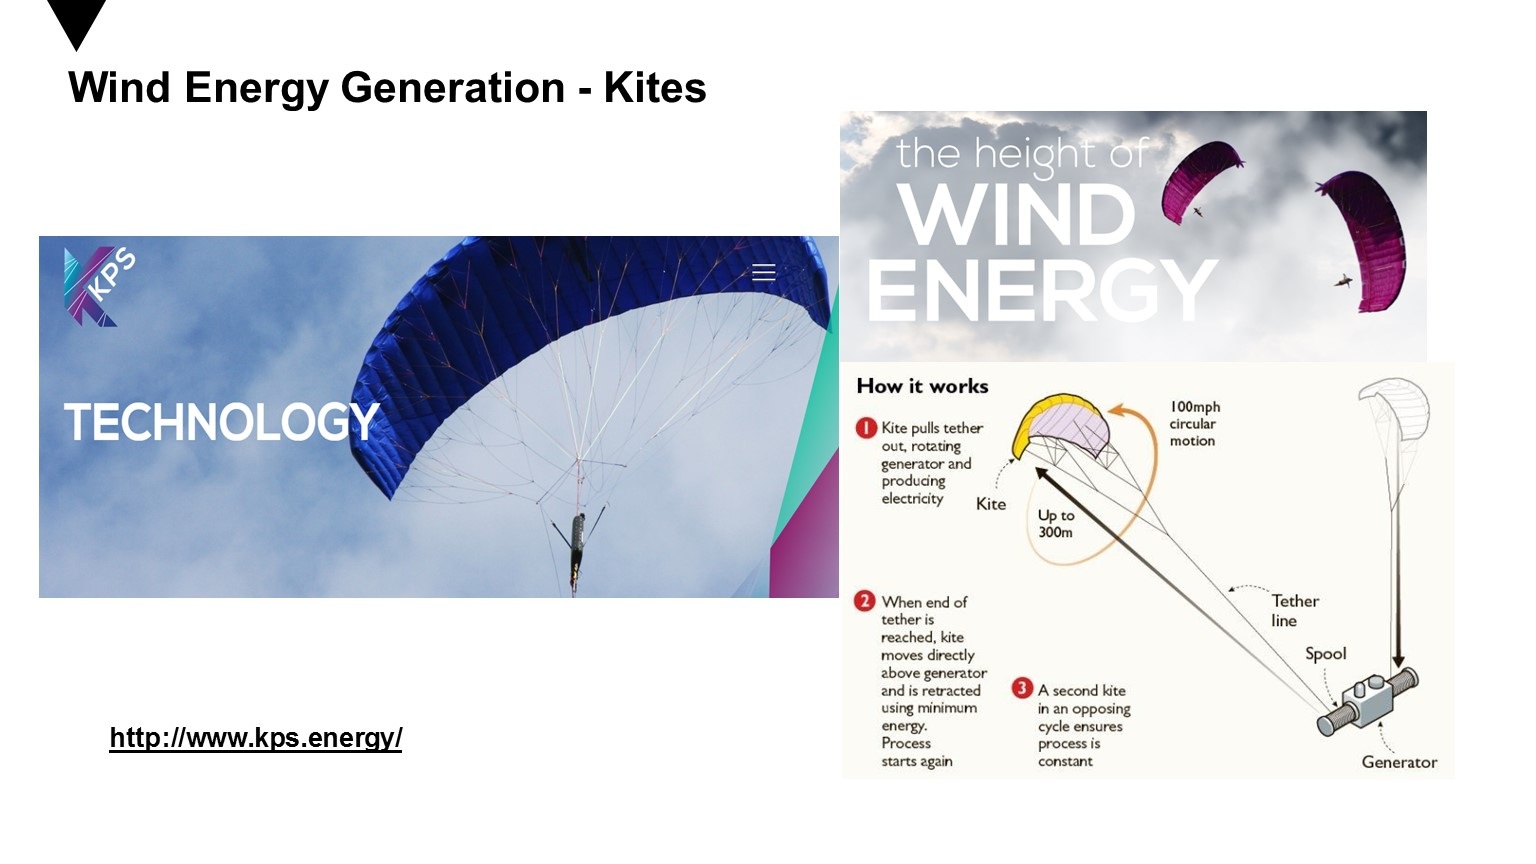 Wind Energy Generation - Kites
KPS
TECHNOLOGY
http://www.kps.energy/
the height of
WIND
ENERGY
How it works
1 Kite pulls tether
out, rotating
generator and
producing
electricity
Kite
Up to
300m
100mph
circular
motion
2 When end of
tether is
reached, kite
moves directly
above generator
and is retracted
using minimum
energy.
Process
starts again
3 A second kite
in an opposing
cycle ensures
process is
constant
Tether
line
Spool
Generator